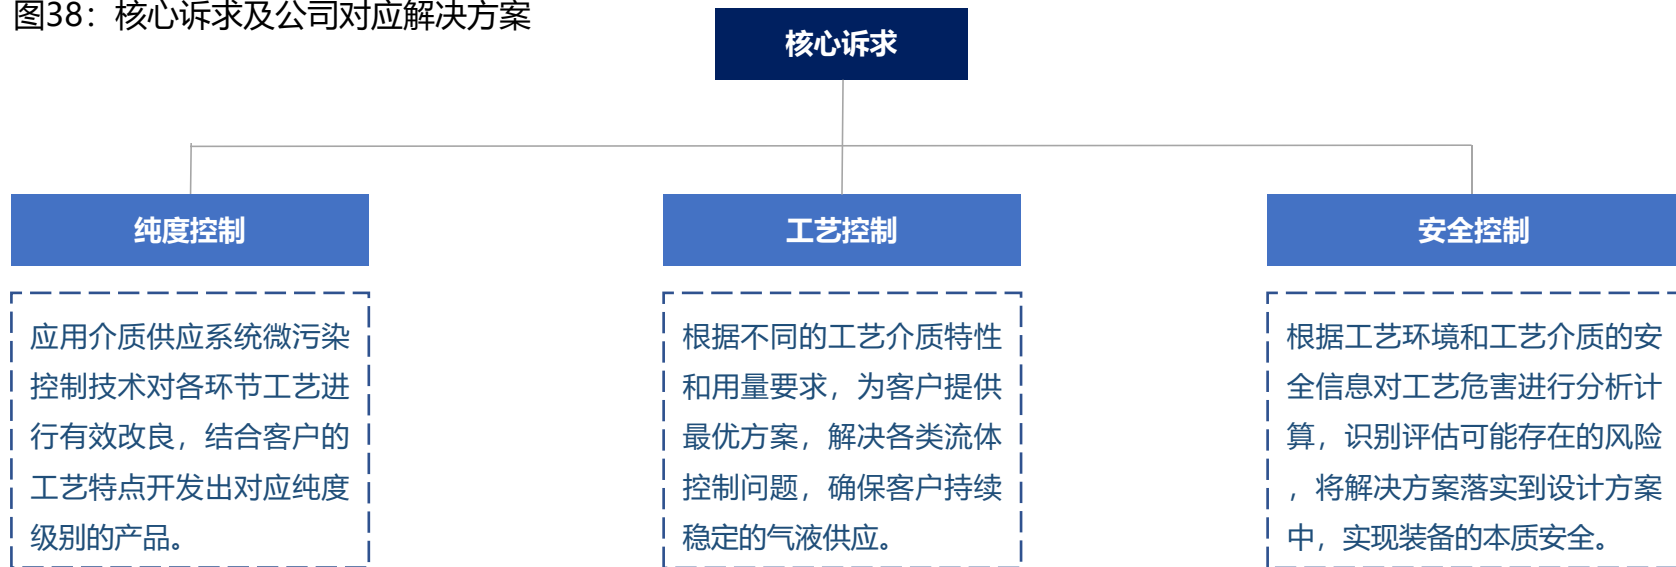 图38：核心诉求及公司对应解决方案
核心诉求
纯度控制
应用介质供应系统微污染
控制技术对各环节工艺进
行有效改良，结合客户的
工艺特点开发出对应纯度
级别的产品。
工艺控制
根据不同的工艺介质特性
和用量要求，为客户提供
最优方案，解决各类流体
控制问题，确保客户持续
稳定的气液供应。
安全控制
根据工艺环境和工艺介质的安
全信息对工艺危害进行分析计
算，识别评估可能存在的风险
，将解决方案落实到设计方案
中，实现装备的本质安全。